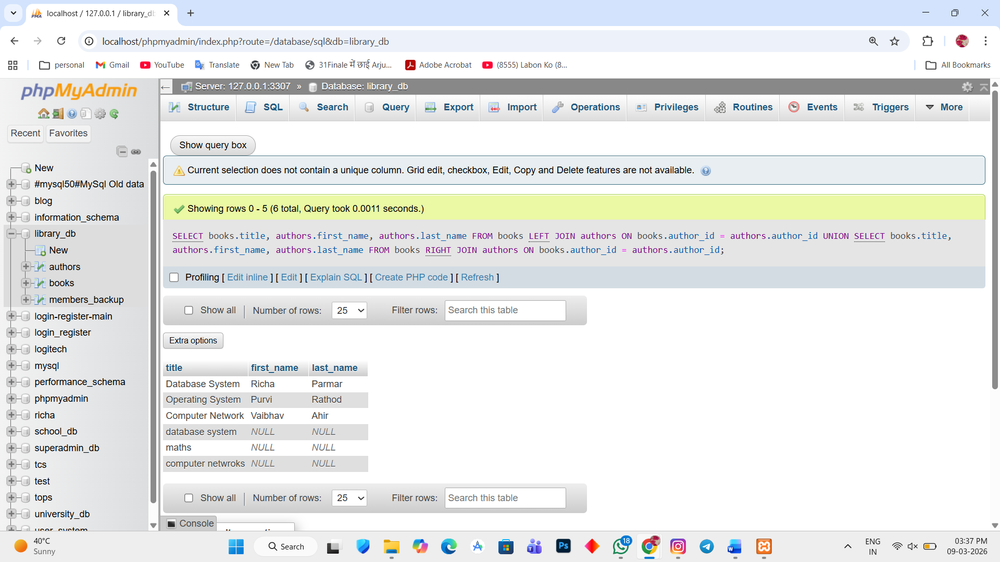 localhost / 127.0.0.1 / library_db
localhost/phpmyadmin/index.php?route=/database/sql&db=library_db
personal
Gmail
YouTube
Translate
New Tab
31Finale में छाई Arju...
Adobe Acrobat
(8555) Labon Ko (8...
All Bookmarks
phpMyAdmin
Recent
Favorites
New
#mysql50#MySql Old data
blog
information_schema
library_db
New
authors
books
members_backup
login-register-main
login_register
logitech
mysql
performance_schema
phpmyadmin
richa
school_db
superadmin_db
tcs
test
tops
university_db
user_system
Server: 127.0.0.1:3307 » Database: library_db
Structure
SQL
Search
Query
Export
Import
Operations
Privileges
Routines
Events
Triggers
More
Show query box
Current selection does not contain a unique column. Grid edit, checkbox, Edit, Copy and Delete features are not available.
Showing rows 0 - 5 (6 total, Query took 0.0011 seconds.)
SELECT books.title, authors.first_name, authors.last_name FROM books LEFT JOIN authors ON books.author_id = authors.author_id UNION SELECT books.title,
authors.first_name, authors.last_name FROM books RIGHT JOIN authors ON books.author_id = authors.author_id;
Profiling [ Edit inline ] [ Edit ] [ Explain SQL ] [ Create PHP code ] [ Refresh ]
Show all | Number of rows: 25 Filter rows: Search this table
Extra options
title first_name last_name
Database System Richa Parmar
Operating System Purvi Rathod
Computer Network Vaibhav Ahir
database system NULL NULL
maths NULL NULL
computer netwroks NULL NULL
Show all | Number of rows: 25 Filter rows: Search this table
Console
40°C
Sunny
Search
18
ENG
IN
03:37 PM
09-03-2026